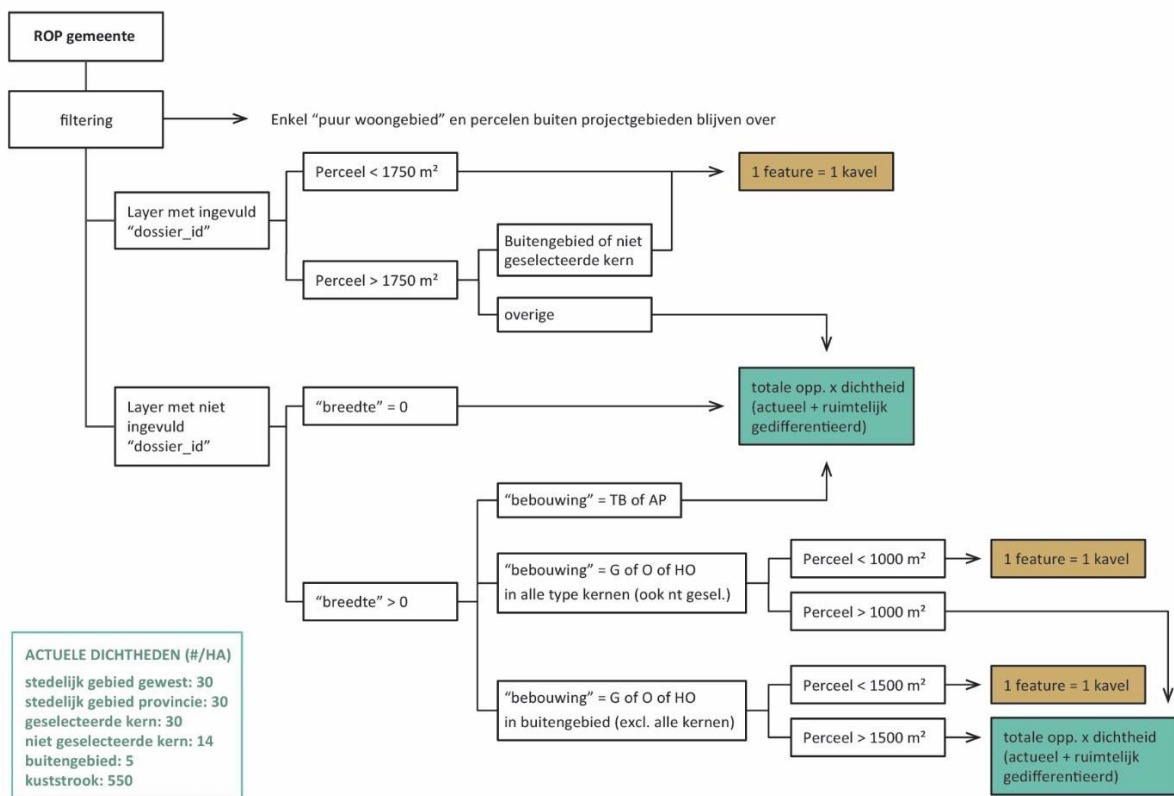 ROP gemeente
filtering
Enkel “puur woongebied” en percelen buiten projectgebieden blijven over
Layer met ingevuld
“dossier_id”
Perceel < 1750 m²
1 feature = 1 kavel
Perceel > 1750 m²
Buitengebied of niet
geselecteerde kern
overige
Layer met niet
ingevuld
“dossier_id”
“breedte” = 0
totale opp. x dichtheid
(actueel + ruimtelijk
gedifferentieerd)
“breedte” > 0
“bebouwing” = TB of AP
“bebouwing” = G of O of HO
in alle type kernen (ook nt gesel.)
Perceel < 1000 m²
1 feature = 1 kavel
Perceel > 1000 m²
“bebouwing” = G of O of HO
in buitengebied (excl. alle kernen)
Perceel < 1500 m²
1 feature = 1 kavel
Perceel > 1500 m²
totale opp. x dichtheid
(actueel + ruimtelijk
gedifferentieerd)
ACTUELE DICHTHEDEN (#/HA)
stedelijk gebied gewest: 30
stedelijk gebied provincie: 30
geselecteerde kern: 30
niet geselecteerde kern: 14
buitengebied: 5
kuststrook: 550